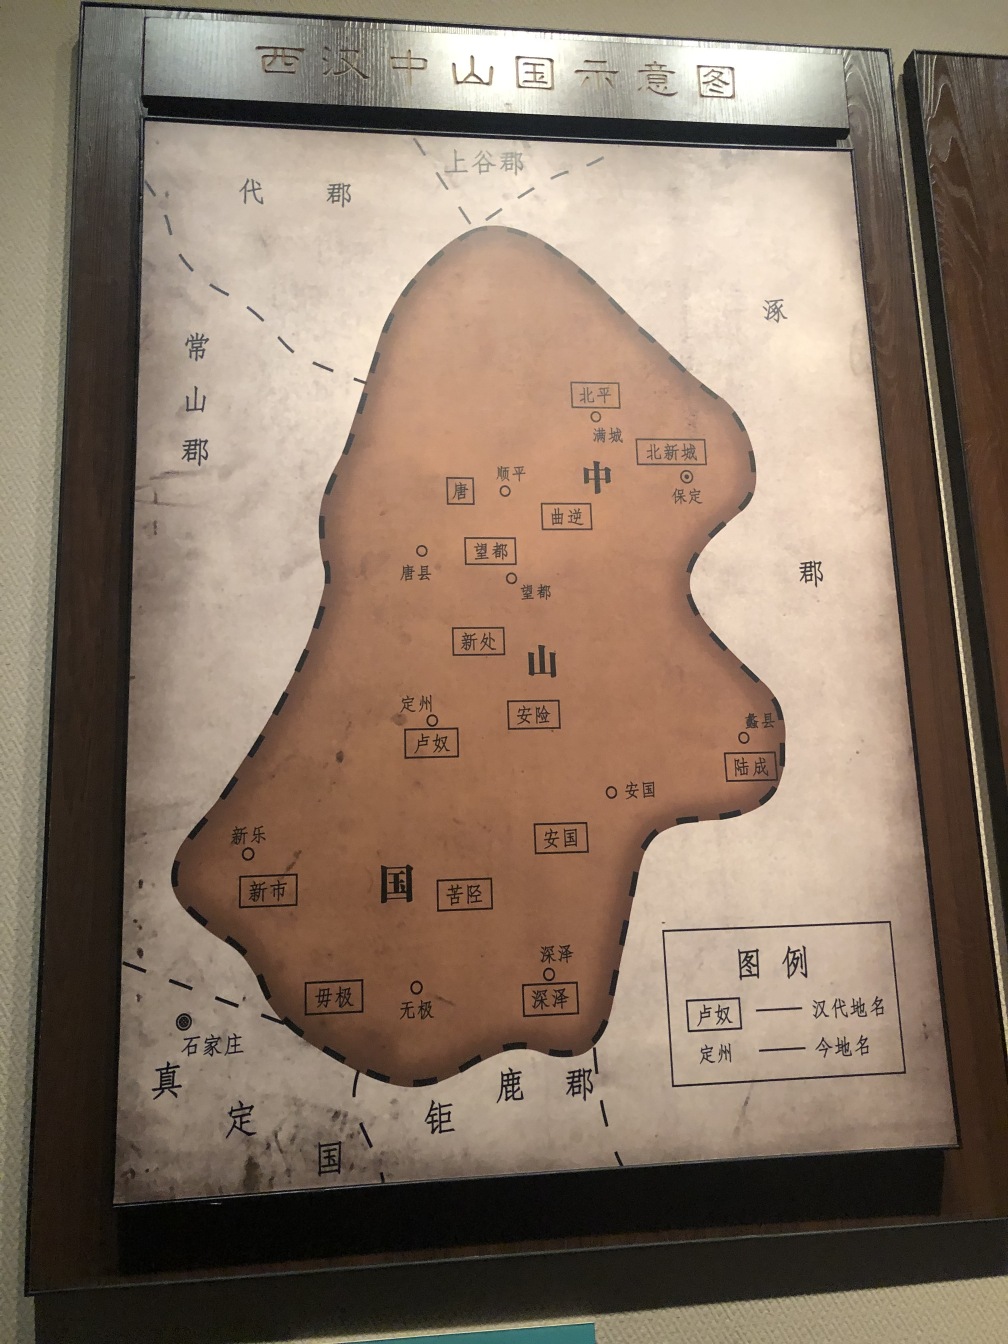 西汉中山国示意图
上谷郡
代郡
涿郡
常山郡
北平
满城
北新城
保定
中山国
顺平
唐
曲逆
望都
唐县
望都
新处
定州
卢奴
安险
蠡县
陆成
安国
安国
新乐
新市
苦陉
深泽
深泽
毋极
无极
石家庄
真定国
钜鹿郡
图例
卢奴 —— 汉代地名
定州 —— 今地名